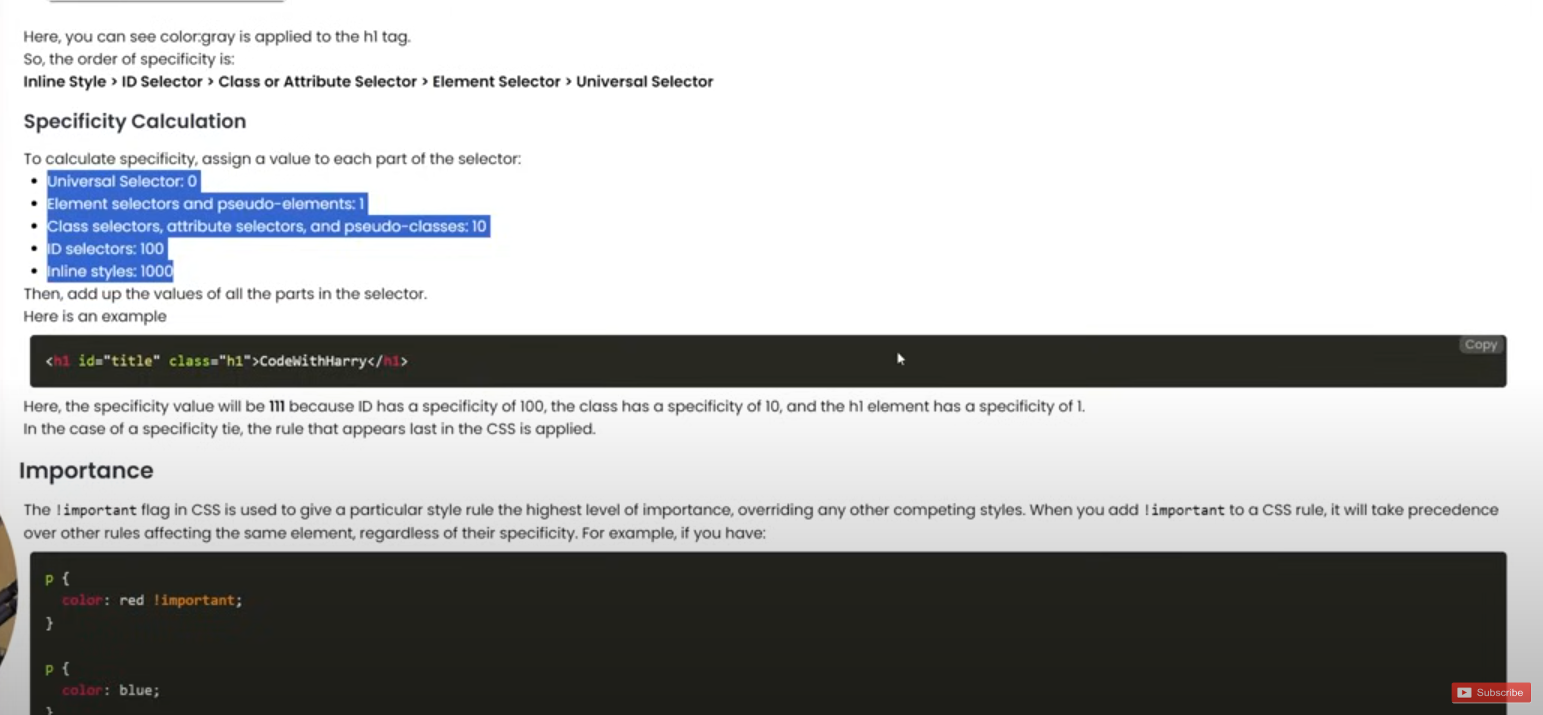 Here, you can see color:gray is applied to the h1 tag.
So, the order of specificity is:
Inline Style > ID Selector > Class or Attribute Selector > Element Selector > Universal Selector
Specificity Calculation
To calculate specificity, assign a value to each part of the selector:
• Universal Selector: 0
• Element selectors and pseudo-elements: 1
• Class selectors, attribute selectors, and pseudo-classes: 10
• ID selectors: 100
• Inline styles: 1000
Then, add up the values of all the parts in the selector.
Here is an example
Copy
<h1 id="title" class="h1">CodeWithHarry</h1>
Here, the specificity value will be 111 because ID has a specificity of 100, the class has a specificity of 10, and the h1 element has a specificity of 1.
In the case of a specificity tie, the rule that appears last in the CSS is applied.
Importance
The !important flag in CSS is used to give a particular style rule the highest level of importance, overriding any other competing styles. When you add !important to a CSS rule, it will take precedence
over other rules affecting the same element, regardless of their specificity. For example, if you have:
p {
color: red !important;
}
p {
color: blue;
}
Subscribe